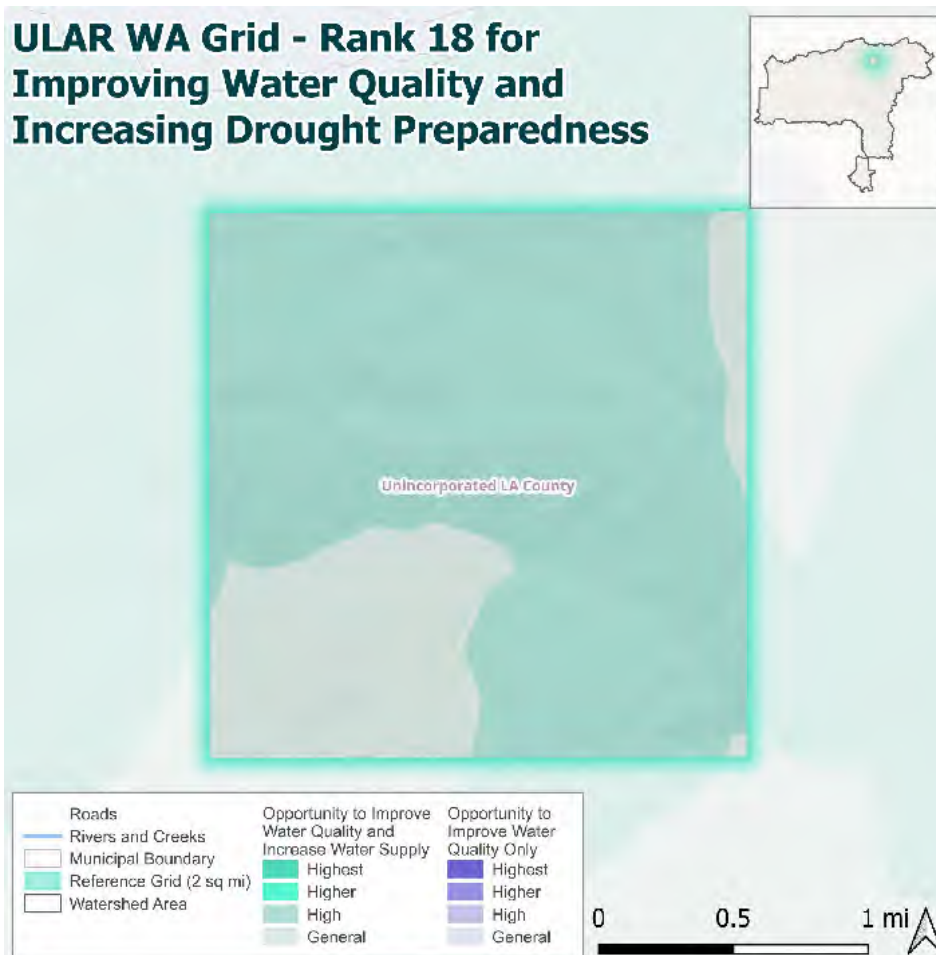 ULAR WA Grid - Rank 18 for
Improving Water Quality and
Increasing Drought Preparedness
Unincorporated LA County
Roads
Rivers and Creeks
Municipal Boundary
Reference Grid (2 sq mi)
Watershed Area
Opportunity to Improve
Water Quality and
Increase Water Supply
Highest
Higher
High
General
Opportunity to
Improve Water
Quality Only
Highest
Higher
High
General
0 0.5 1 mi